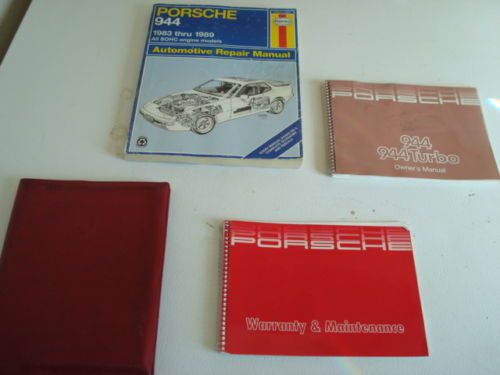 PORSCHE
944
1983 thru 1989
All SOHC engine models
Automotive Repair Manual
PORSCHE
944
944 Turbo
Owner's Manual
PORSCHE
Warranty & Maintenance